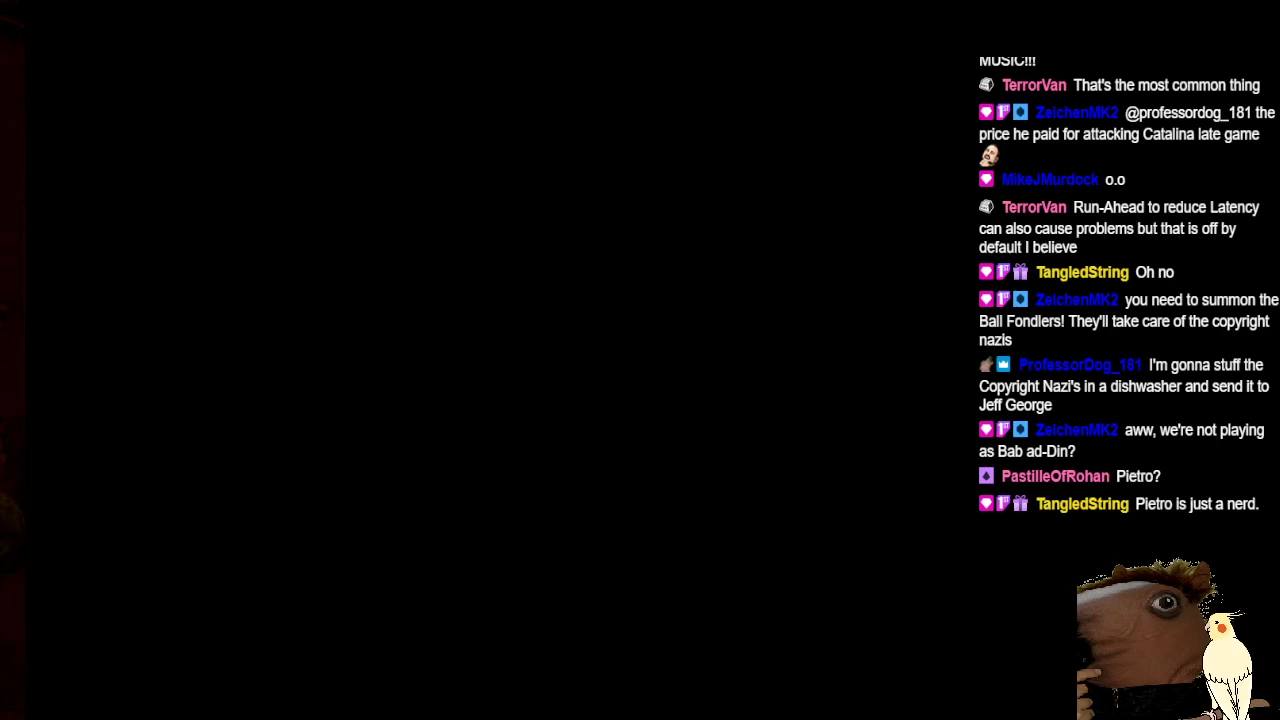 MUSIC!!!
TerrorVan That's the most common thing
ZeichenMK2 @professordog_181 the
price he paid for attacking Catalina late game
MikeJMurdock o.o
TerrorVan Run-Ahead to reduce Latency
can also cause problems but that is off by
default I believe
TangledString Oh no
ZeichenMK2 you need to summon the
Ball Fondlers! They'll take care of the copyright
nazis
ProfessorDog_181 I'm gonna stuff the
Copyright Nazi's in a dishwasher and send it to
Jeff George
ZeichenMK2 aww, we're not playing
as Bab ad-Din?
PastilleOfRohan Pietro?
TangledString Pietro is just a nerd.